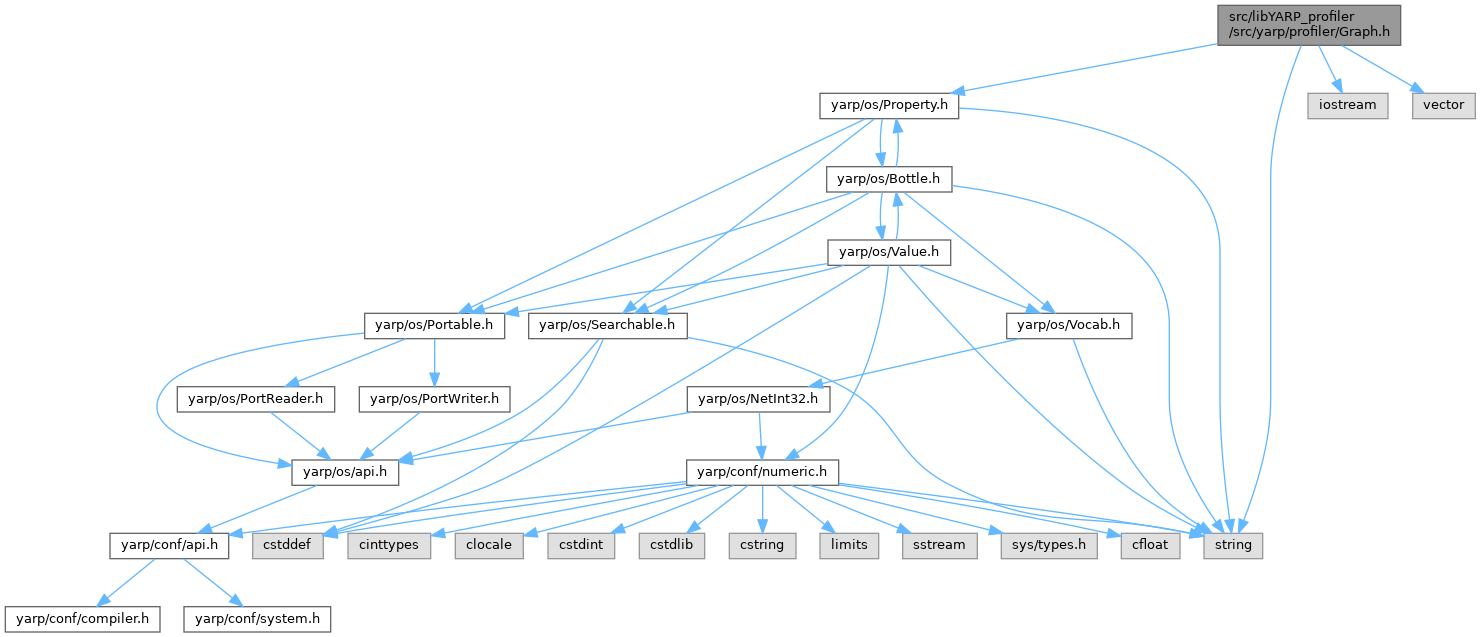 src/libYARP_profiler
/src/yarp/profiler/Graph.h
yarp/os/Property.h
iostream
vector
yarp/os/Bottle.h
yarp/os/Value.h
yarp/os/Portable.h
yarp/os/Searchable.h
yarp/os/Vocab.h
yarp/os/PortReader.h
yarp/os/PortWriter.h
yarp/os/NetInt32.h
yarp/os/api.h
yarp/conf/numeric.h
yarp/conf/api.h
cstddef
cinttypes
clocale
cstdint
cstdlib
cstring
limits
sstream
sys/types.h
cfloat
string
yarp/conf/compiler.h
yarp/conf/system.h